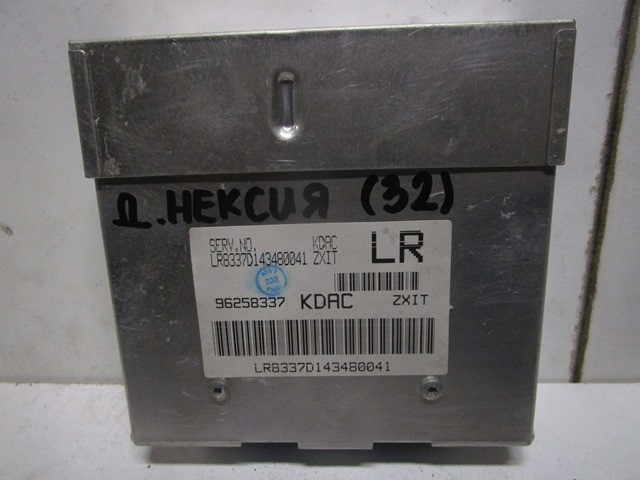 Д.НЕКСИЯ (32)
SERV.NO. KDAC LR
LR8337D143480041 ZXIT
96258337 KDAC ZXIT
LR8337D143480041